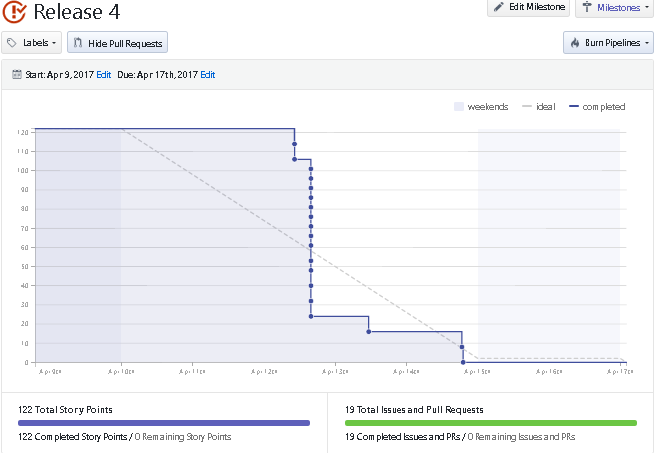 Release 4
Edit Milestone
Milestones
Labels
Hide Pull Requests
Burn Pipelines
Start: Apr 9, 2017 Edit Due: Apr 17th, 2017 Edit
weekends ideal completed
120
110
100
90
80
70
60
50
40
30
20
10
0
122 Total Story Points
122 Completed Story Points / 0 Remaining Story Points
19 Total Issues and Pull Requests
19 Completed Issues and PRs / 0 Remaining Issues and PRs